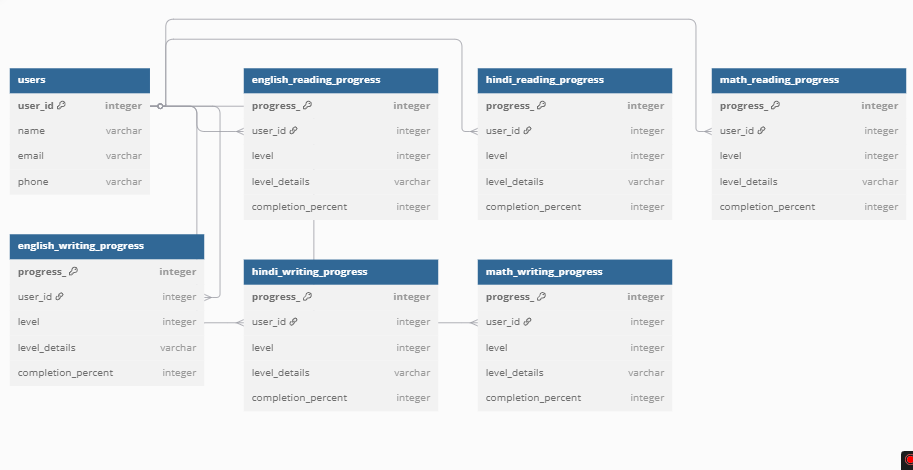 users
user_id integer
name varchar
email varchar
phone varchar
english_reading_progress
progress_ integer
user_id integer
level integer
level_details varchar
completion_percent integer
hindi_reading_progress
progress_ integer
user_id integer
level integer
level_details varchar
completion_percent integer
math_reading_progress
progress_ integer
user_id integer
level integer
level_details varchar
completion_percent integer
english_writing_progress
progress_ integer
user_id integer
level integer
level_details varchar
completion_percent integer
hindi_writing_progress
progress_ integer
user_id integer
level integer
level_details varchar
completion_percent integer
math_writing_progress
progress_ integer
user_id integer
level integer
level_details varchar
completion_percent integer